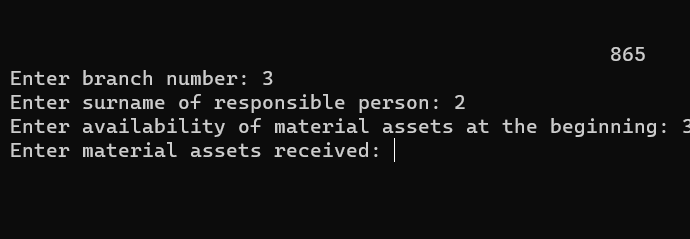 865
Enter branch number: 3
Enter surname of responsible person: 2
Enter availability of material assets at the beginning: 3
Enter material assets received: